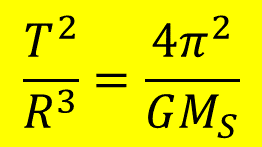 T²/R³ = 4π²/GM_S